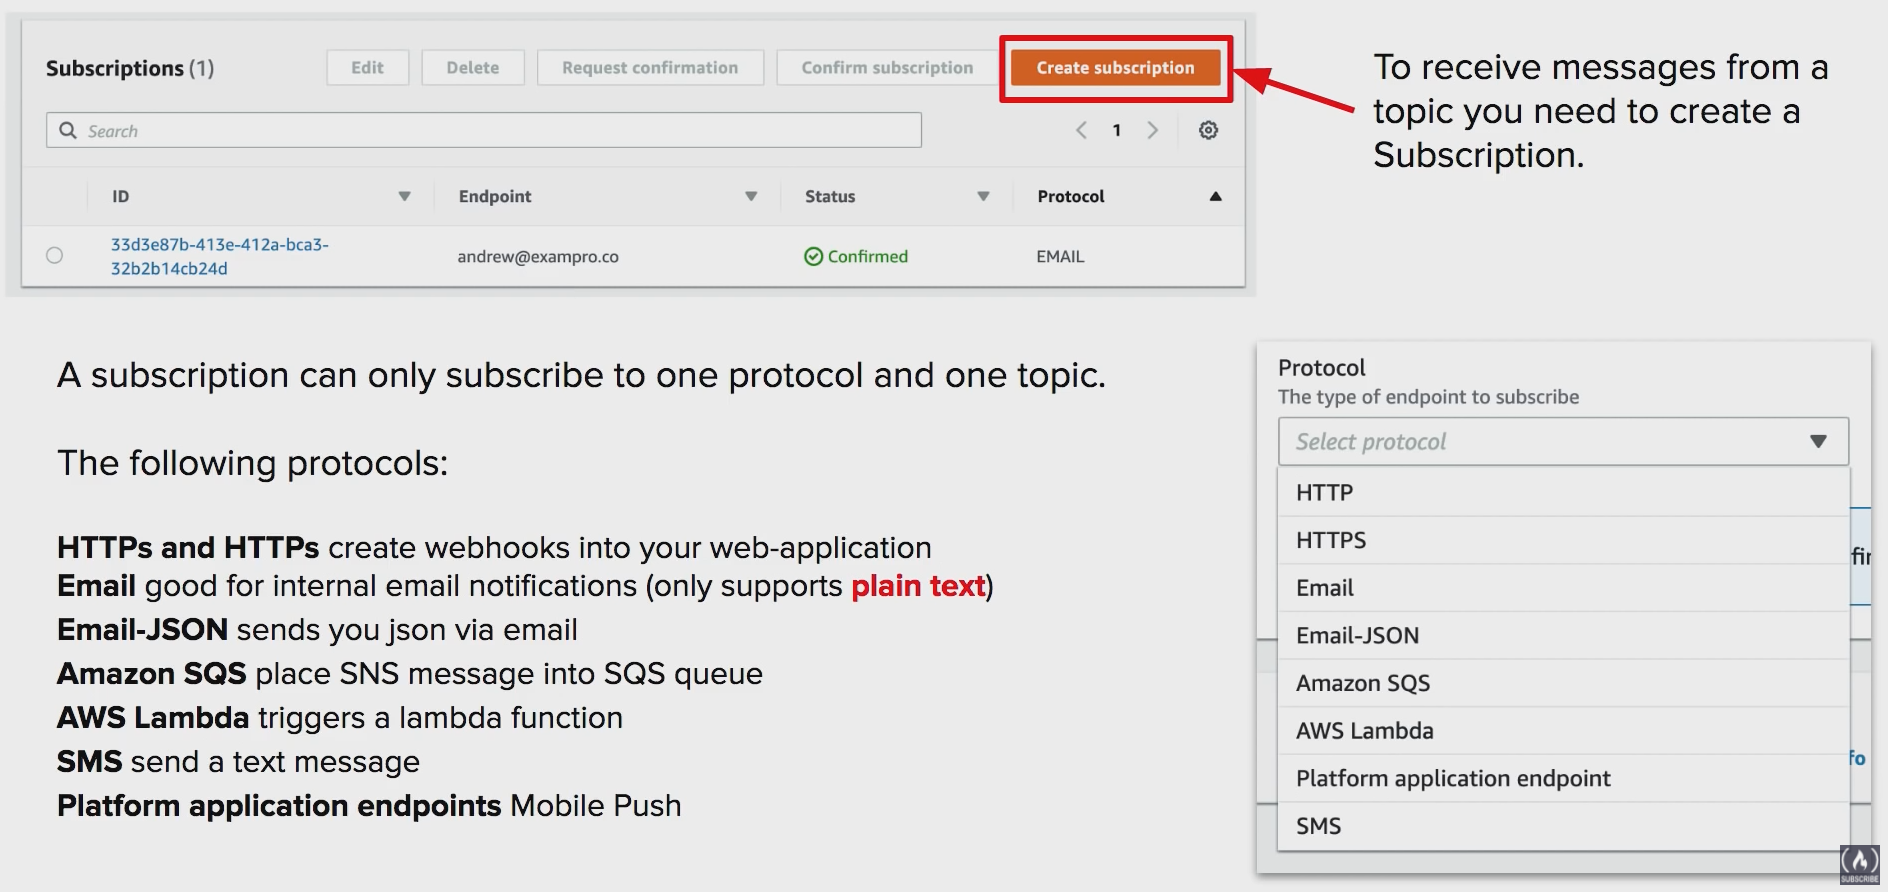 Subscriptions (1)
Edit
Delete
Request confirmation
Confirm subscription
Create subscription
Search
1
ID
Endpoint
Status
Protocol
33d3e87b-413e-412a-bca3-
32b2b14cb24d
andrew@exampro.co
Confirmed
EMAIL
To receive messages from a
topic you need to create a
Subscription.
A subscription can only subscribe to one protocol and one topic.
The following protocols:
HTTPs and HTTPs create webhooks into your web-application
Email good for internal email notifications (only supports plain text)
Email-JSON sends you json via email
Amazon SQS place SNS message into SQS queue
AWS Lambda triggers a lambda function
SMS send a text message
Platform application endpoints Mobile Push
Protocol
The type of endpoint to subscribe
Select protocol
HTTP
HTTPS
Email
Email-JSON
Amazon SQS
AWS Lambda
Platform application endpoint
SMS
SUBSCRIBE